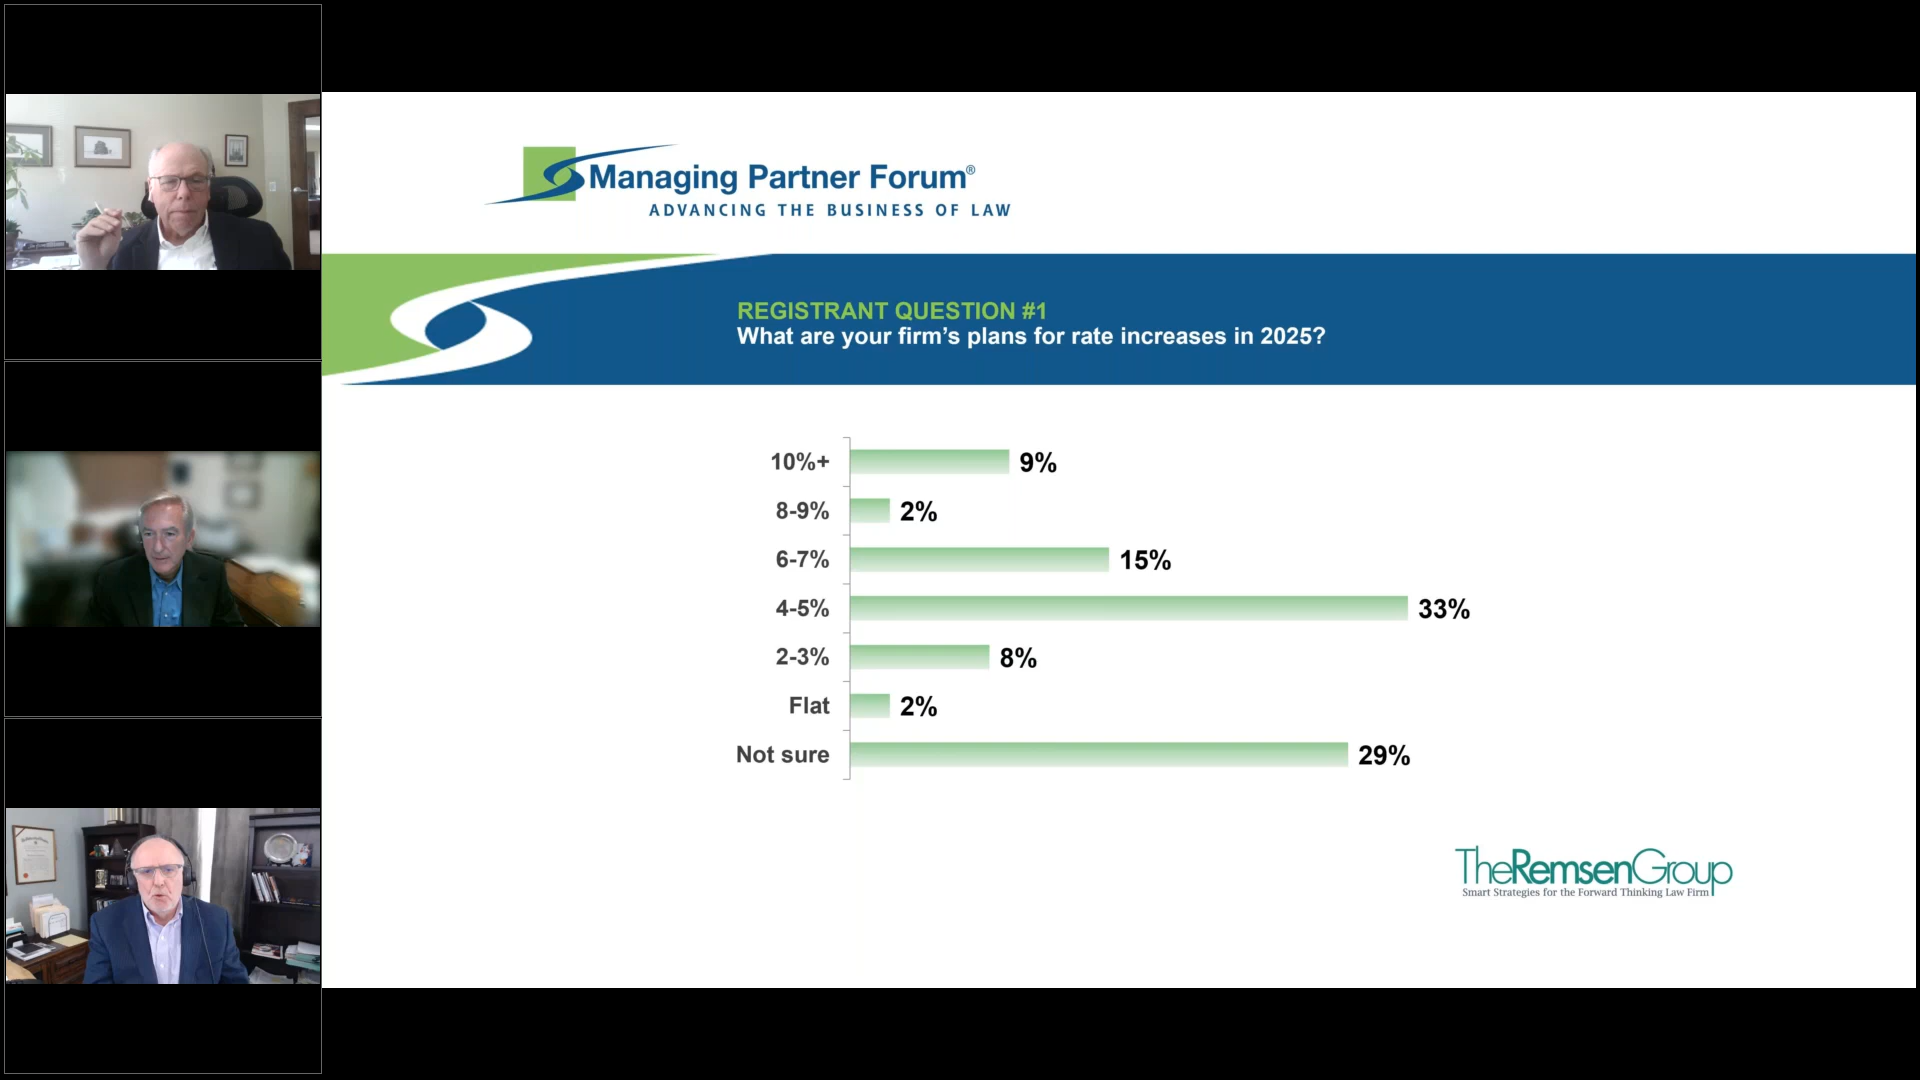 Managing Partner Forum®
ADVANCING THE BUSINESS OF LAW
REGISTRANT QUESTION #1
What are your firm's plans for rate increases in 2025?
10%+ 9%
8-9% 2%
6-7% 15%
4-5% 33%
2-3% 8%
Flat 2%
Not sure 29%
TheRemsenGroup
Smart Strategies for the Forward Thinking Law Firm